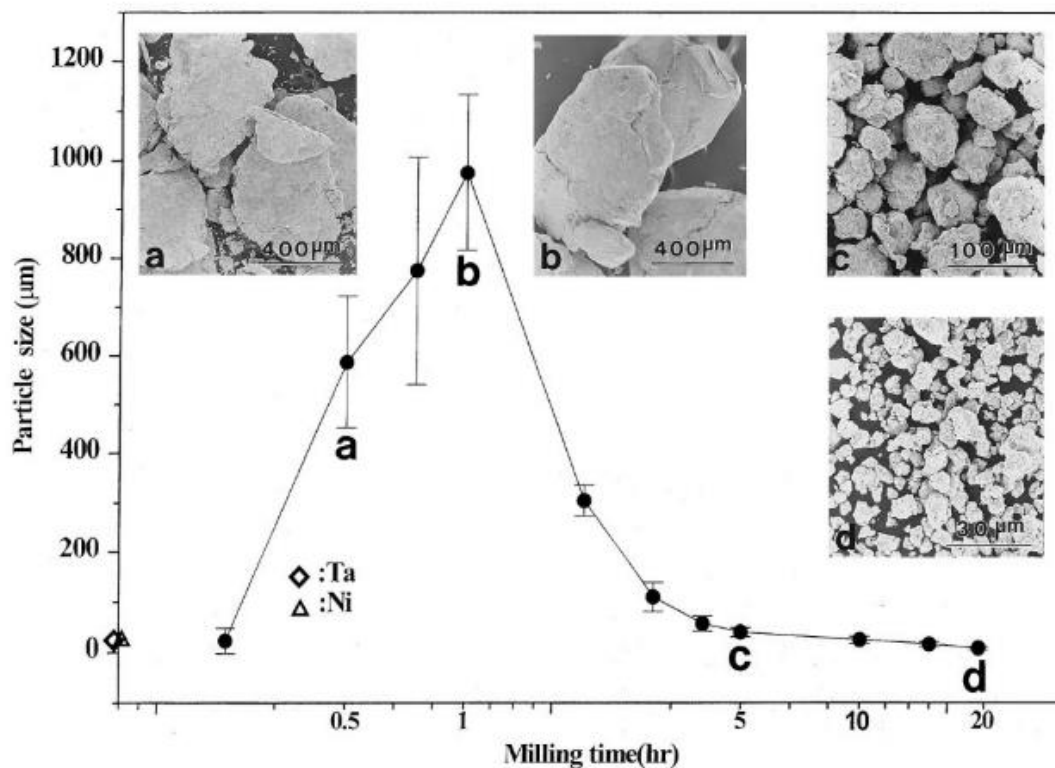 1200
1000
800
600
400
200
0
Particle size (μm)
a
400μm
b
400μm
c
100μm
d
30μm
a
b
c
d
:Ta
:Ni
0.5
1
5
10
20
Milling time(hr)